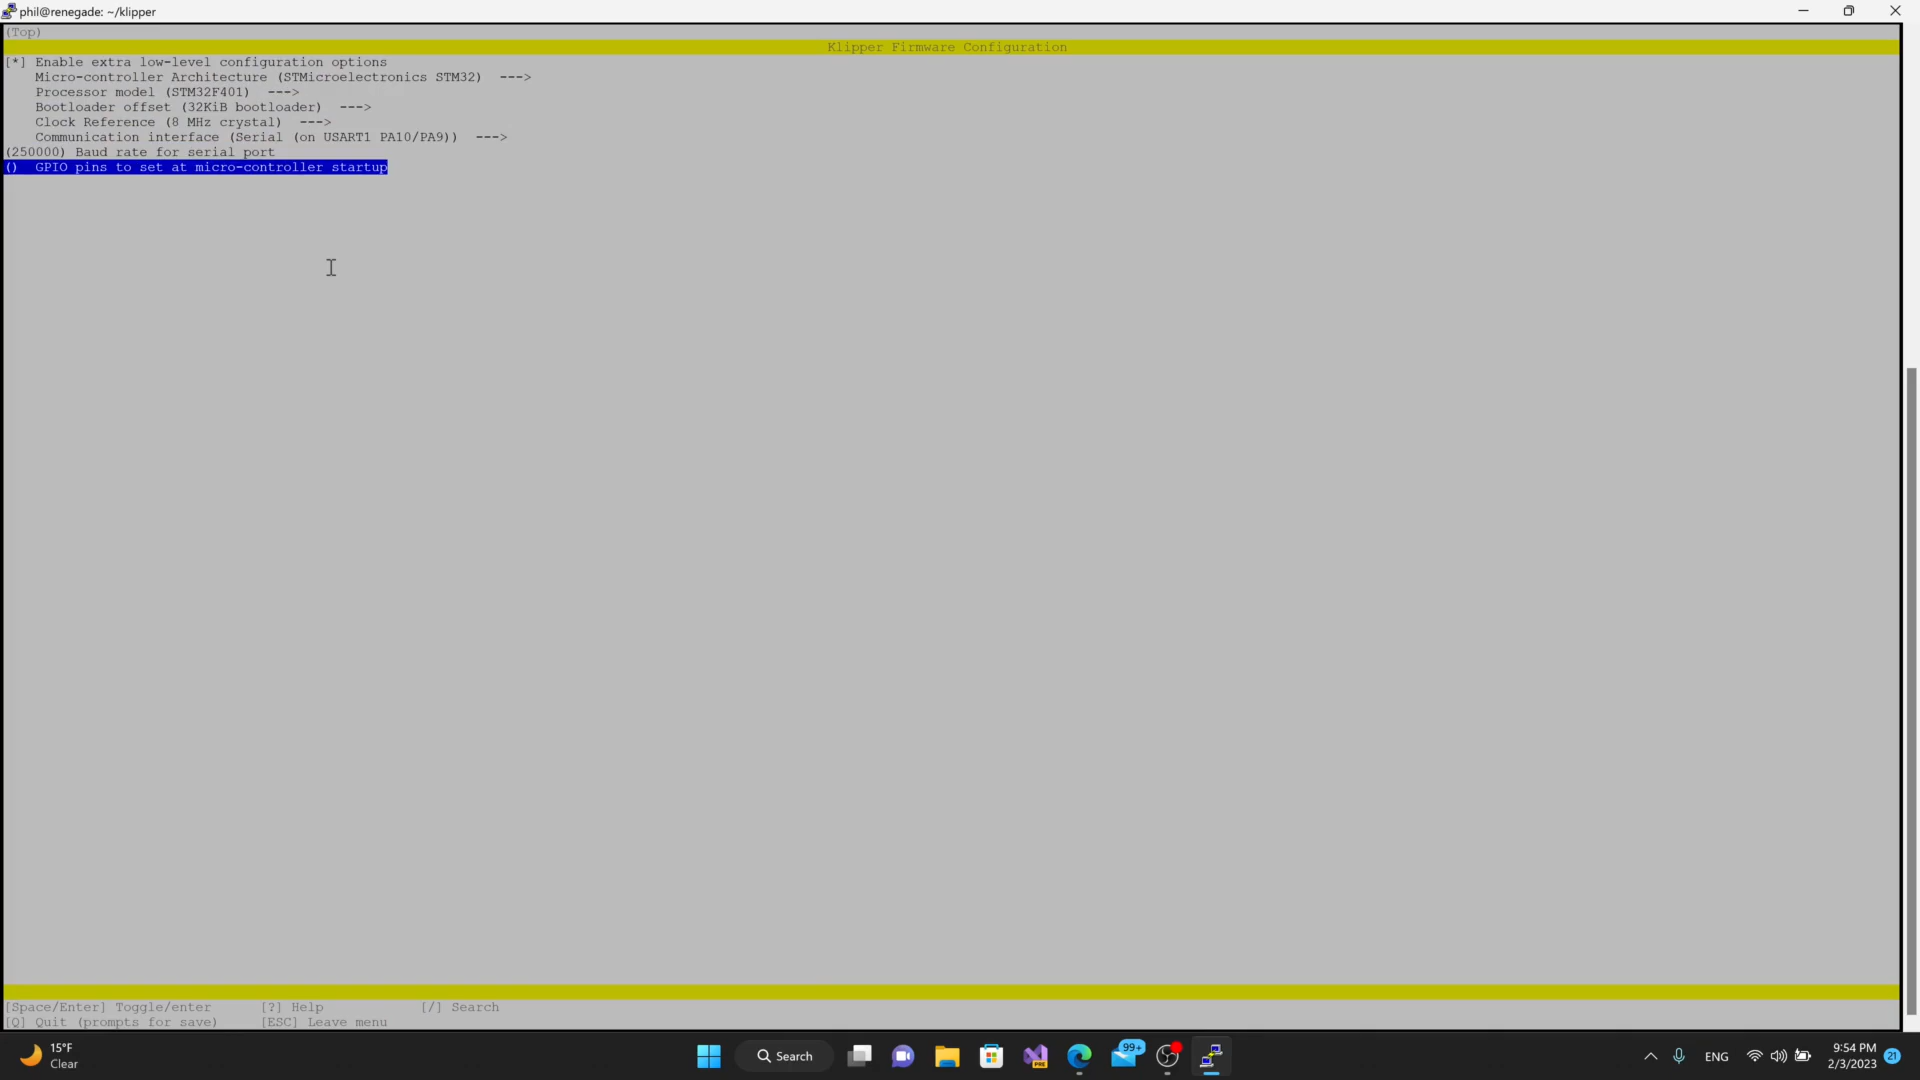 phil@renegade: ~/klipper
(Top)
Klipper Firmware Configuration
[*] Enable extra low-level configuration options
Micro-controller Architecture (STMicroelectronics STM32)  --->
Processor model (STM32F401)  --->
Bootloader offset (32KiB bootloader)  --->
Clock Reference (8 MHz crystal)  --->
Communication interface (Serial (on USART1 PA10/PA9))  --->
(250000) Baud rate for serial port
()  GPIO pins to set at micro-controller startup
[Space/Enter] Toggle/enter      [?] Help            [/] Search
[Q] Quit (prompts for save)     [ESC] Leave menu
15°F
Clear
Search
PRE
99+
ENG
9:54 PM
2/3/2023
21